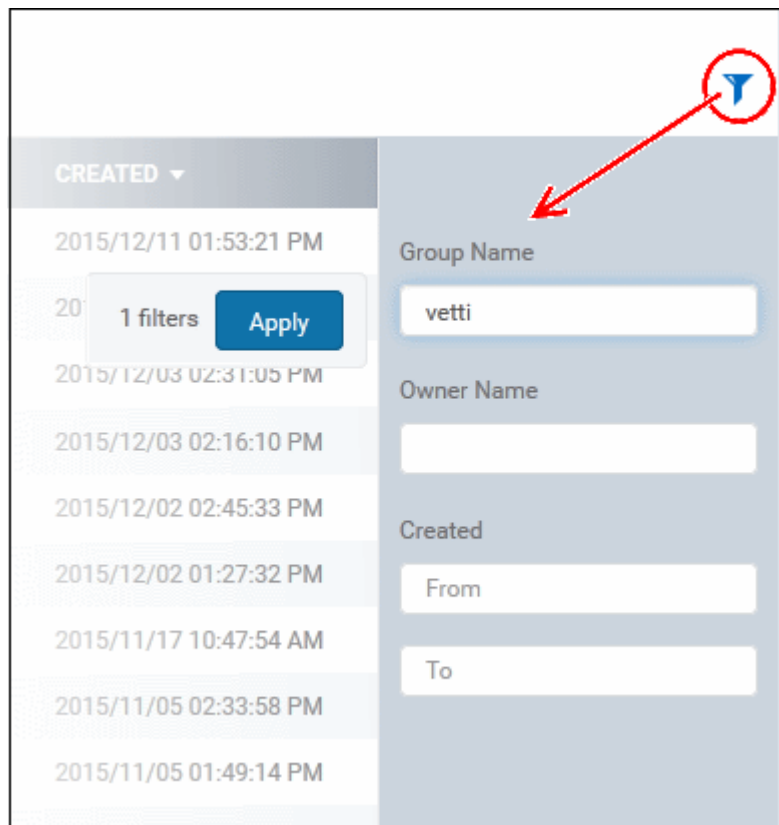 CREATED
2015/12/11 01:53:21 PM
20
1 filters
Apply
2015/12/03 02:31:05 PM
2015/12/03 02:16:10 PM
2015/12/02 02:45:33 PM
2015/12/02 01:27:32 PM
2015/11/17 10:47:54 AM
2015/11/05 02:33:58 PM
2015/11/05 01:49:14 PM
Group Name
vetti
Owner Name
Created
From
To